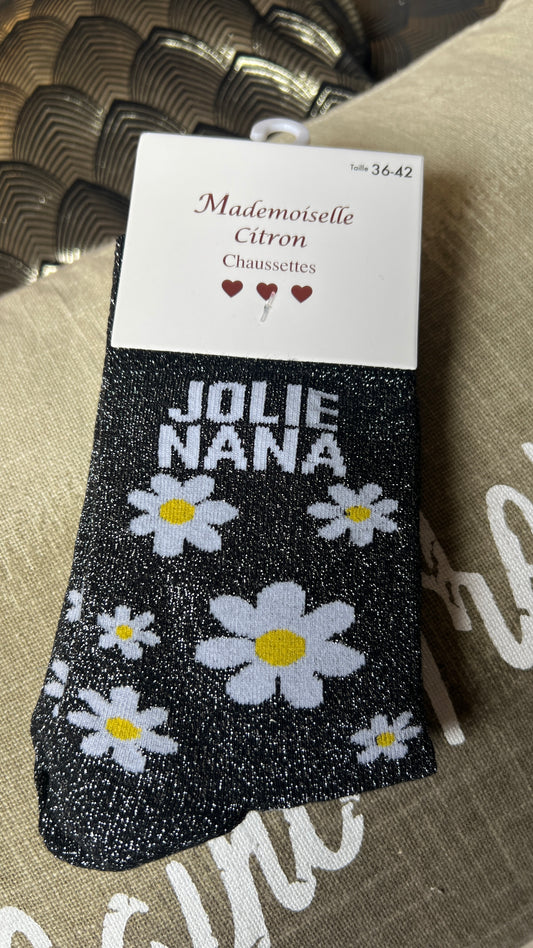 Taille 36-42
Mademoiselle
Citron
Chaussettes
JOLIE
NANA